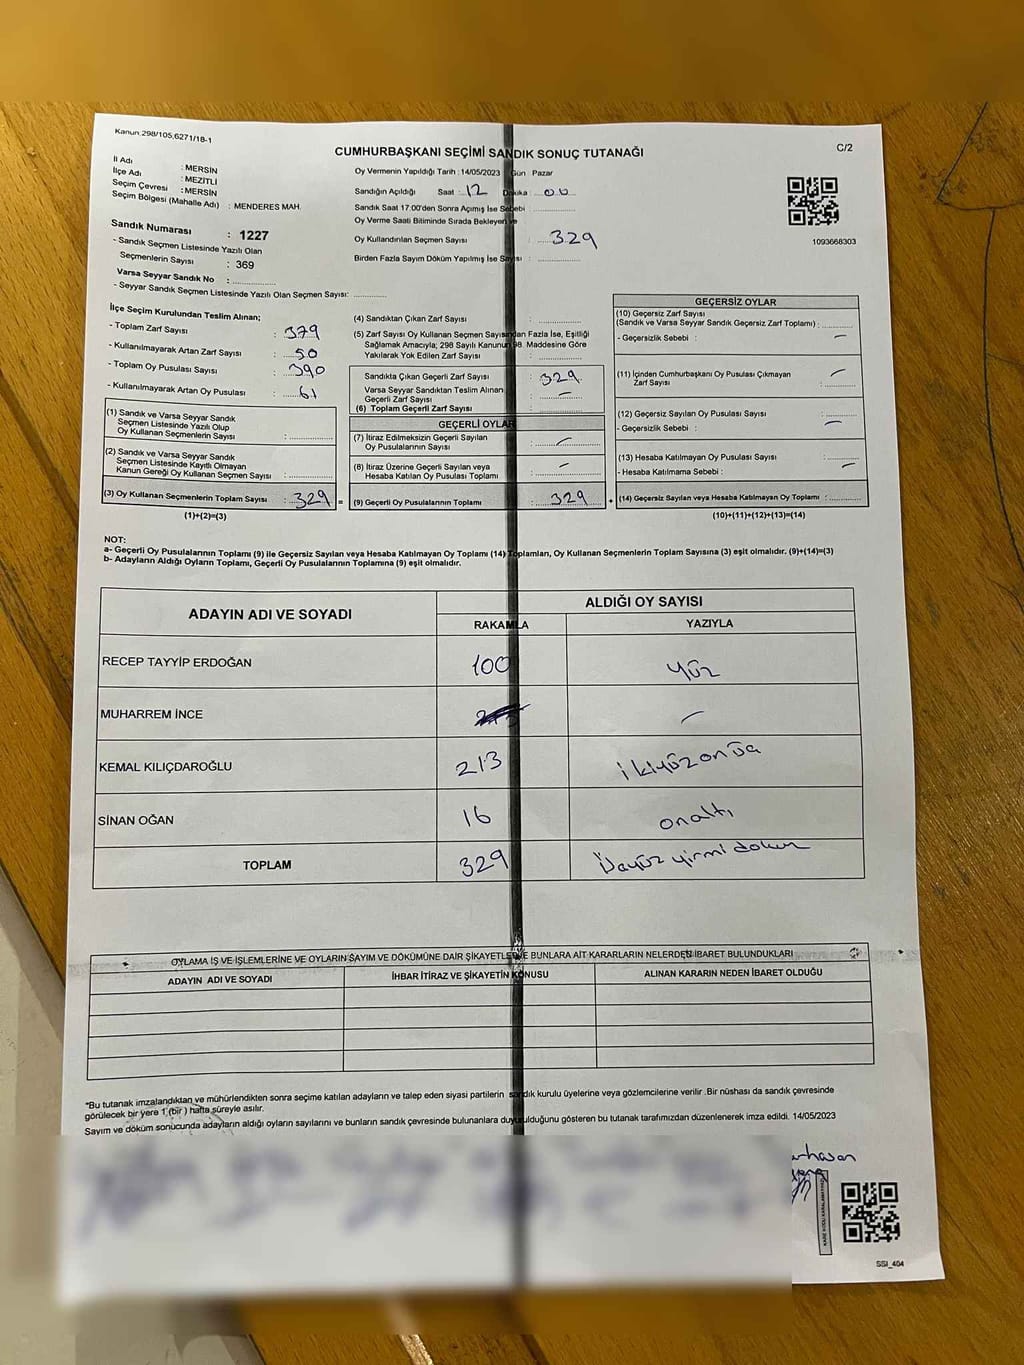 Kanun:298/105,6271/18-1
CUMHURBAŞKANI SEÇİMİ SANDIK SONUÇ TUTANAĞI
C/2
İl Adı : MERSİN
İlçe Adı : MEZİTLİ
Seçim Çevresi : MERSİN
Seçim Bölgesi (Mahalle Adı) : MENDERES MAH.
Oy Vermenin Yapıldığı Tarih : 14/05/2023 Gün : Pazar
Sandığın Açıldığı Saat : 12 Dakika : 00
Sandık Saat 17:00'den Sonra Açımış İse Sebebi :
Oy Verme Saati Bitiminde Sırada Bekleyen ve
Oy Kullandırılan Seçmen Sayısı : 329
Birden Fazla Sayım Döküm Yapılmış İse Sayısı :
1093668303
Sandık Numarası : 1227
- Sandık Seçmen Listesinde Yazılı Olan
Seçmenlerin Sayısı : 369
Varsa Seyyar Sandık No :
- Seyyar Sandık Seçmen Listesinde Yazılı Olan Seçmen Sayısı:
İlçe Seçim Kurulundan Teslim Alınan;
- Toplam Zarf Sayısı : 379
- Kullanılmayarak Artan Zarf Sayısı : 50
- Toplam Oy Pusulası Sayısı : 390
- Kullanılmayarak Artan Oy Pusulası : 61
(1) Sandık ve Varsa Seyyar Sandık
Seçmen Listesinde Yazılı Olup
Oy Kullanan Seçmenlerin Sayısı :
(2) Sandık ve Varsa Seyyar Sandık
Seçmen Listesinde Kayıtlı Olmayan
Kanun Gereği Oy Kullanan Seçmen Sayısı :
(3) Oy Kullanan Seçmenlerin Toplam Sayısı : 329 =
(1)+(2)=(3)
(4) Sandıktan Çıkan Zarf Sayısı :
(5) Zarf Sayısı Oy Kullanan Seçmen Sayısından Fazla İse, Eşitliği
Sağlamak Amacıyla; 298 Sayılı Kanunun 98. Maddesine Göre
Yakılarak Yok Edilen Zarf Sayısı :
Sandıkta Çıkan Geçerli Zarf Sayısı : 329
Varsa Seyyar Sandıktan Teslim Alınan
Geçerli Zarf Sayısı : —
(6) Toplam Geçerli Zarf Sayısı :
GEÇERLİ OYLAR
(7) İtiraz Edilmeksizin Geçerli Sayılan
Oy Pusulalarının Sayısı : —
(8) İtiraz Üzerine Geçerli Sayılan veya
Hesaba Katılan Oy Pusulası Toplamı : —
(9) Geçerli Oy Pusulalarının Toplamı : 329 +
GEÇERSİZ OYLAR
(10) Geçersiz Zarf Sayısı
(Sandık ve Varsa Seyyar Sandık Geçersiz Zarf Toplamı) :
- Geçersizlik Sebebi : —
(11) İçinden Cumhurbaşkanı Oy Pusulası Çıkmayan
Zarf Sayısı : —
(12) Geçersiz Sayılan Oy Pusulası Sayısı :
- Geçersizlik Sebebi : —
(13) Hesaba Katılmayan Oy Pusulası Sayısı :
- Hesaba Katılmama Sebebi : —
(14) Geçersiz Sayılan veya Hesaba Katılmayan Oy Toplamı :
(10)+(11)+(12)+(13)=(14)
NOT:
a- Geçerli Oy Pusulalarının Toplamı (9) ile Geçersiz Sayılan veya Hesaba Katılmayan Oy Toplamı (14) Toplamları, Oy Kullanan Seçmenlerin Toplam Sayısına (3) eşit olmalıdır. (9)+(14)=(3)
b- Adayların Aldığı Oyların Toplamı, Geçerli Oy Pusulalarının Toplamına (9) eşit olmalıdır.
ADAYIN ADI VE SOYADI ALDIĞI OY SAYISI
RAKAMLA YAZIYLA
RECEP TAYYİP ERDOĞAN 100 yüz
MUHARREM İNCE —
KEMAL KILIÇDAROĞLU 213 ikiyüzonüç
SİNAN OĞAN 16 onaltı
TOPLAM 329 Üçyüz yirmi dokuz
OYLAMA İŞ VE İŞLEMLERİNE VE OYLARIN SAYIM VE DÖKÜMÜNE DAİR ŞİKAYETLER VE BUNLARA AİT KARARLARIN NELERDEN İBARET BULUNDUKLARI
ADAYIN ADI VE SOYADI İHBAR İTİRAZ VE ŞİKAYETİN KONUSU ALINAN KARARIN NEDEN İBARET OLDUĞU
*Bu tutanak imzalandıktan ve mühürlendikten sonra seçime katılan adayların ve talep eden siyasi partilerin sandık kurulu üyelerine veya gözlemcilerine verilir .Bir nüshası da sandık çevresinde
görülecek bir yere 1 (bir ) hafta süreyle asılır.
Sayım ve döküm sonucunda adayların aldığı oyların sayılarını ve bunların sandık çevresinde bulunanlara duyurulduğunu gösteren bu tutanak tarafımızdan düzenlenerek imza edildi. 14/05/2023
SSI_404